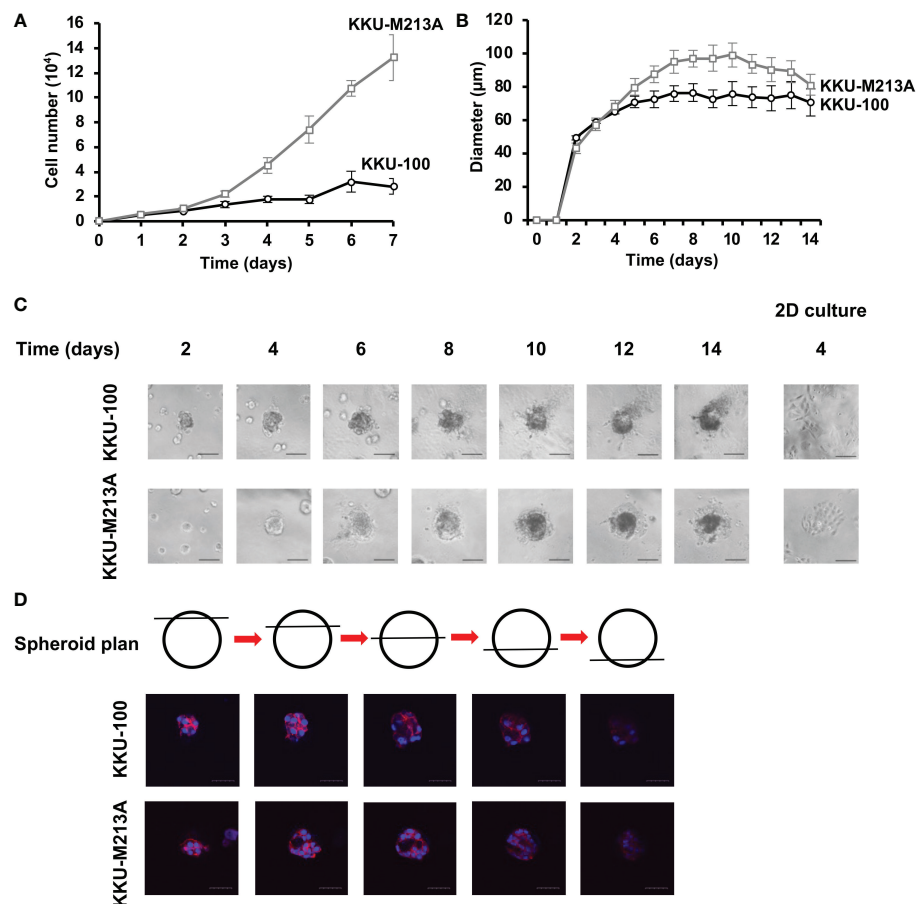 A
16
14
12
10
8
6
4
2
0
Cell number (10⁴)
KKU-M213A
KKU-100
0 1 2 3 4 5 6 7
Time (days)
B
120
100
80
60
40
20
0
Diameter (µm)
KKU-M213A
KKU-100
0 2 4 6 8 10 12 14
Time (days)
C
2D culture
Time (days) 2 4 6 8 10 12 14 4
KKU-100
KKU-M213A
D
Spheroid plan
KKU-100
KKU-M213A